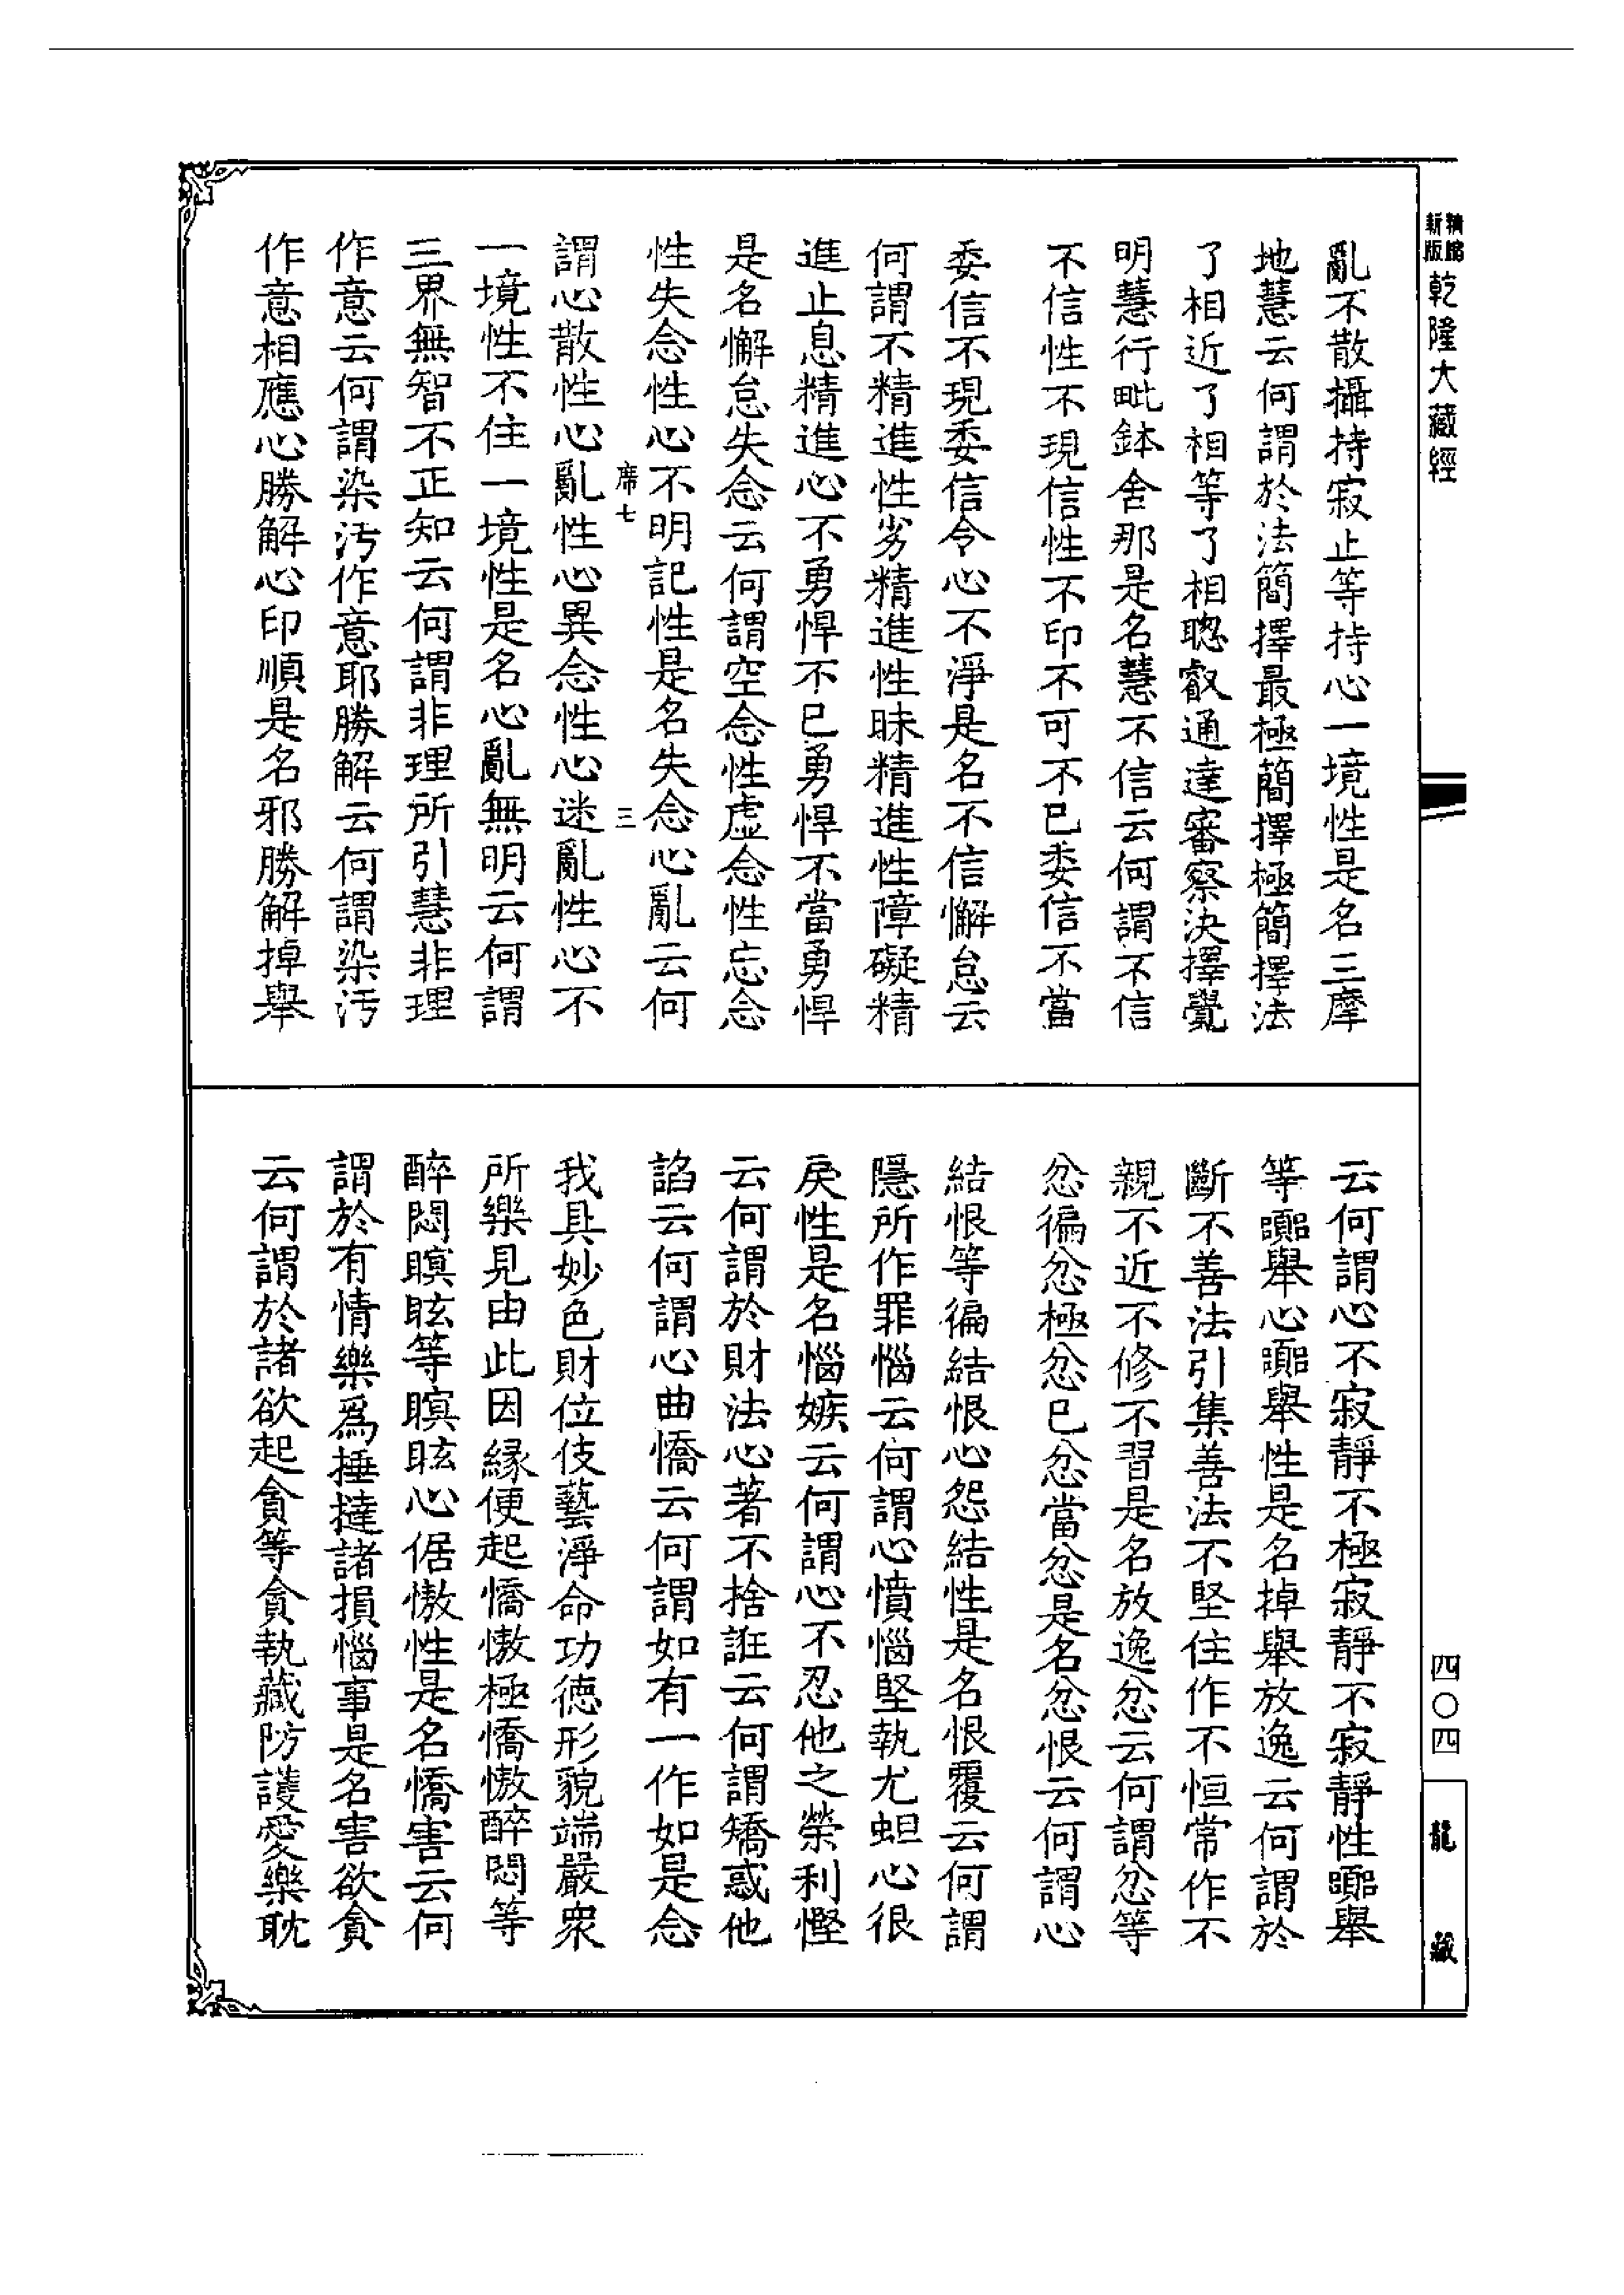 新版精縮乾隆大藏經
亂不散攝持寂止等持心一境性是名三摩
地慧云何謂於法簡擇最極簡擇極簡擇法
了相近了相等了相聰叡通達審察決擇覺
明慧行毗鉢舍那是名慧不信云何謂不信
不信性不現信性不印不可不已委信不當
委信不現委信令心不淨是名不信懈怠云
何謂不精進性劣精進性昧精進性障礙精
進止息精進心不勇悍不已勇悍不當勇悍
是名懈怠失念云何謂空念性虛念性忘念
性失念性心不明記性是名失念心亂云何
席七
三
謂心散性心亂性心異念性心迷亂性心不
一境性不住一境性是名心亂無明云何謂
三界無智不正知云何謂非理所引慧非理
作意云何謂染汚作意耶勝解云何謂染汚
作意相應心勝解心印順是名邪勝解掉舉
云何謂心不寂靜不極寂靜不寂靜性嚻舉
等嚻舉心嚻舉性是名掉舉放逸云何謂於
斷不善法引集善法不堅住作不恒常作不
親不近不修不習是名放逸忿云何謂忿等
忿徧忿極忿已忿當忿是名忿恨云何謂心
結恨等徧結恨心怨結性是名恨覆云何謂
隱所作罪惱云何謂心憤惱堅執尤蛆心很
戾性是名惱嫉云何謂心不忍他之榮利慳
云何謂於財法心著不捨誑云何謂矯惑他
諂云何謂心曲憍云何謂如有一作如是念
我具妙色財位伎藝淨命功德形貌端嚴衆
所樂見由此因緣便起憍慠極憍慠醉悶等
醉悶瞑眩等瞑眩心倨慠性是名憍害云何
謂於有情樂爲捶撻諸損惱事是名害欲貪
云何謂於諸欲起貪等貪執藏防護愛樂耽
四〇四
龍藏